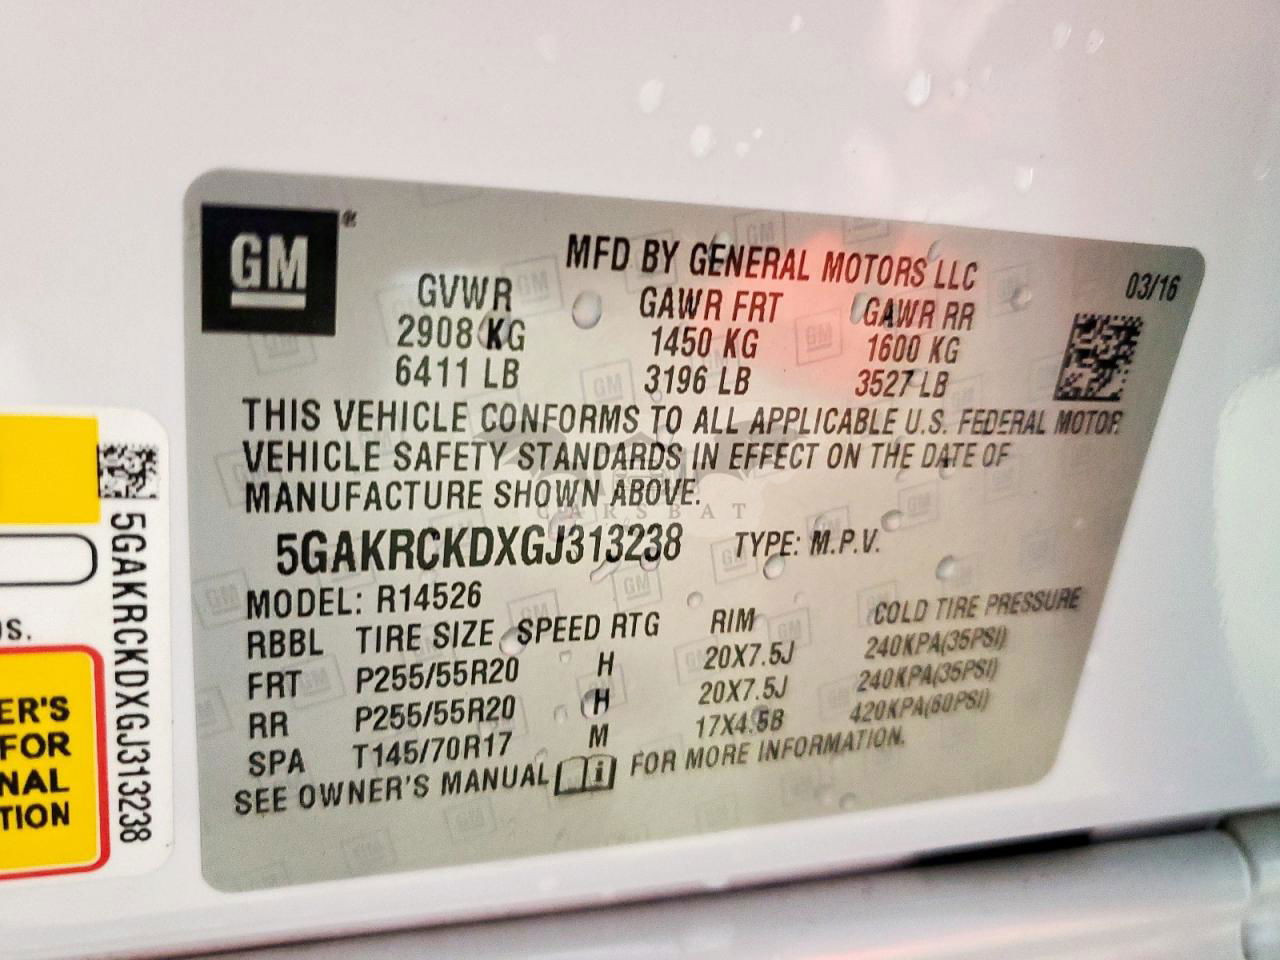 GM
®
MFD BY GENERAL MOTORS LLC
03/16
GVWR GAWR FRT GAWR RR
2908 KG 1450 KG 1600 KG
6411 LB 3196 LB 3527 LB
THIS VEHICLE CONFORMS TO ALL APPLICABLE U.S. FEDERAL MOTOR
VEHICLE SAFETY STANDARDS IN EFFECT ON THE DATE OF
MANUFACTURE SHOWN ABOVE.
CARSBAT
5GAKRCKDXGJ313238 TYPE: M.P.V.
MODEL: R14526
RBBL TIRE SIZE SPEED RTG RIM COLD TIRE PRESSURE
FRT P255/55R20 H 20X7.5J 240KPA(35PSI)
RR P255/55R20 H 20X7.5J 240KPA(35PSI)
SPA T145/70R17 M 17X4.5B 420KPA(60PSI)
SEE OWNER'S MANUAL i FOR MORE INFORMATION.
5GAKRCKDXGJ313238
S.
ER'S
FOR
NAL
TION